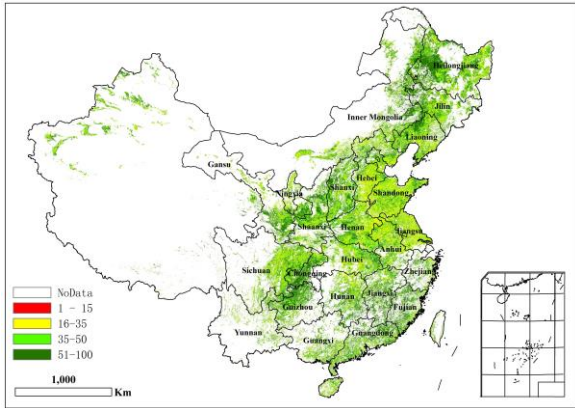 Heilongjiang
Jilin
Inner Mongolia
Liaoning
Gansu
Hebei
Ningxia
Shanxi
Shandong
Shaanxi
Henan
Jiangsu
Anhui
Sichuan
Hubei
Chongqing
Zhejiang
Hunan
Jiangxi
Guizhou
Fujian
Yunnan
Guangxi
Guangdong
NoData
1 - 15
16-35
35-50
51-100
1,000
Km